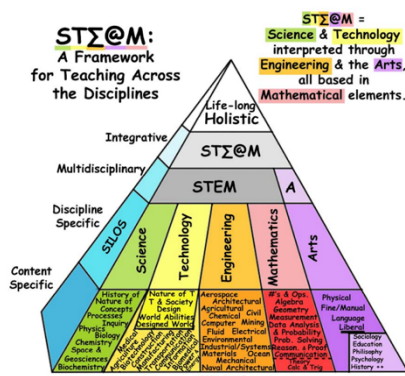 STΣ@M:
A Framework
for Teaching Across
the Disciplines
STΣ@M =
Science & Technology
interpreted through
Engineering & the Arts,
all based in
Mathematical elements.
Life-long
Holistic
Integrative
STΣ@M
Multidisciplinary
STEM
A
Discipline
Specific
SILOS
Science
Technology
Engineering
Mathematics
Arts
Content
Specific
History of
Nature of
Concepts
Processes
Inquiry
Physics
Biology
Chemistry
Space &
Geosciences
Biochemistry
Nature of T
T & Society
Design
World Abilities
Designed World
Aerospace
Architectural
Agricultural
Chemical Civil
Computer Mining
Fluid Electrical
Environmental
Industrial/Systems
Materials Ocean
Mechanical
Naval Architectural
#'s & Ops.
Algebra
Geometry
Measurement
Data Analysis
& Probability
Prob. Solving
Reason. & Proof
Communication
Theory
Calc & Trig
Physical
Fine/Manual
Language
Liberal
Sociology
Education
Philosophy
Psychology
History